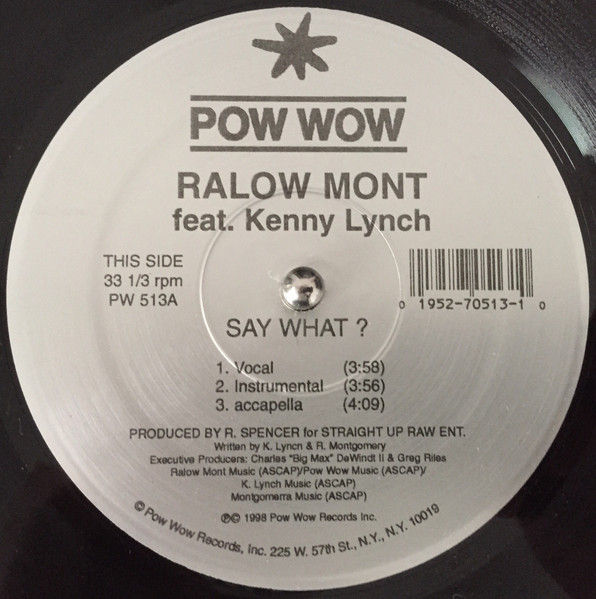 POW WOW
RALOW MONT
feat. Kenny Lynch
THIS SIDE
33 1/3 rpm
PW 513A
0 1952-70513-1 0
SAY WHAT ?
1. Vocal (3:58)
2. Instrumental (3:56)
3. accapella (4:09)
PRODUCED BY R. SPENCER for STRAIGHT UP RAW ENT.
Written by K. Lyncn & R. Montgomery
Executive Producers: Charles "Big Max" DeWindt II & Greg Riles
Ralow Mont Music (ASCAP)/Pow Wow Music (ASCAP)/
K. Lynch Music (ASCAP)
Montgomerra Music (ASCAP)
℗© 1998 Pow Wow Records Inc.
© Pow Wow Records, Inc. 225 W. 57th St., N.Y., N.Y. 10019